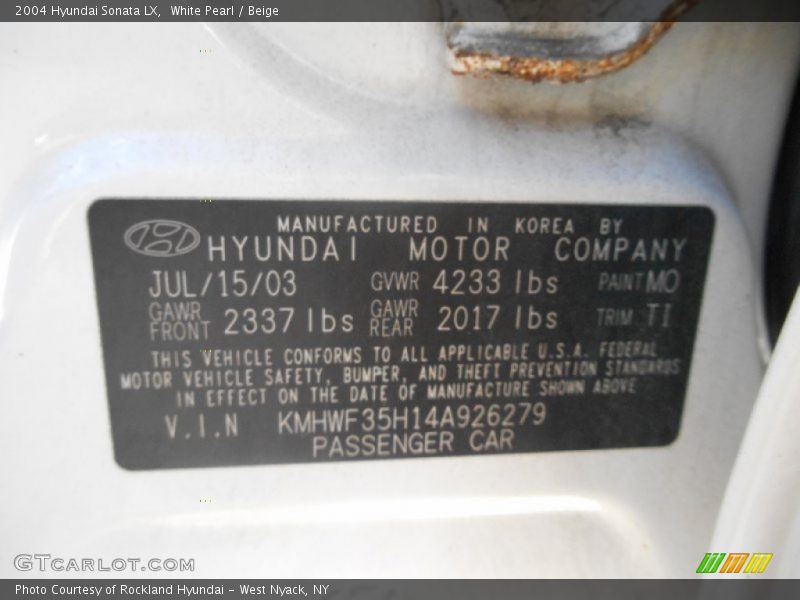 2004 Hyundai Sonata LX, White Pearl / Beige
MANUFACTURED IN KOREA BY
HYUNDAI MOTOR COMPANY
JUL/15/03 GVWR 4233 lbs PAINT MO
GAWR FRONT 2337 lbs GAWR REAR 2017 lbs TRIM TI
THIS VEHICLE CONFORMS TO ALL APPLICABLE U.S.A. FEDERAL
MOTOR VEHICLE SAFETY, BUMPER, AND THEFT PREVENTION STANDARDS
IN EFFECT ON THE DATE OF MANUFACTURE SHOWN ABOVE
V.I.N KMHWF35H14A926279
PASSENGER CAR
GTCARLOT.COM
Photo Courtesy of Rockland Hyundai - West Nyack, NY